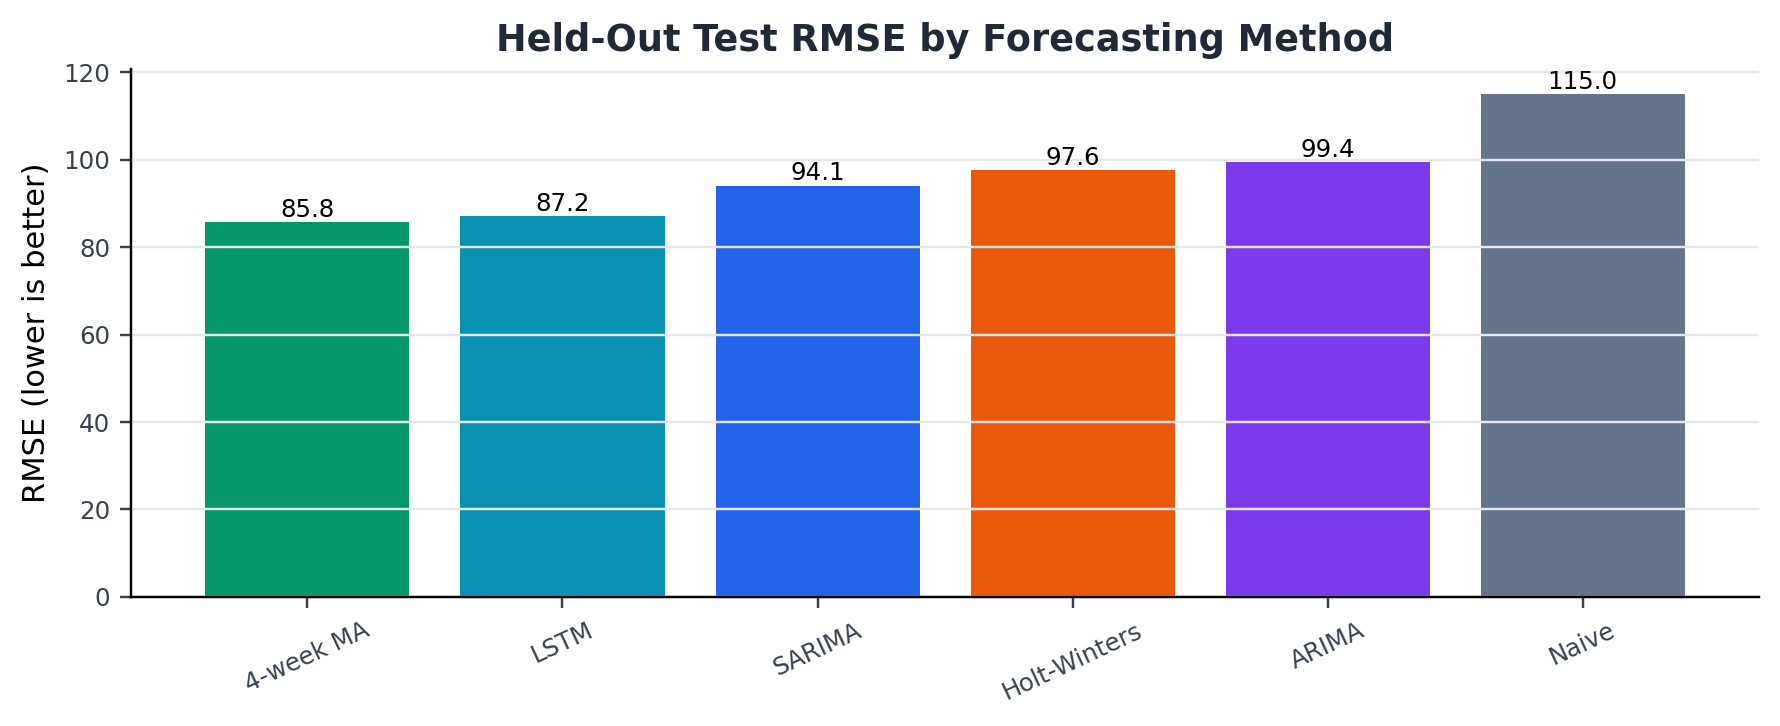 Held-Out Test RMSE by Forecasting Method
RMSE (lower is better)
120
100
80
60
40
20
0
85.8
87.2
94.1
97.6
99.4
115.0
4-week MA
LSTM
SARIMA
Holt-Winters
ARIMA
Naive